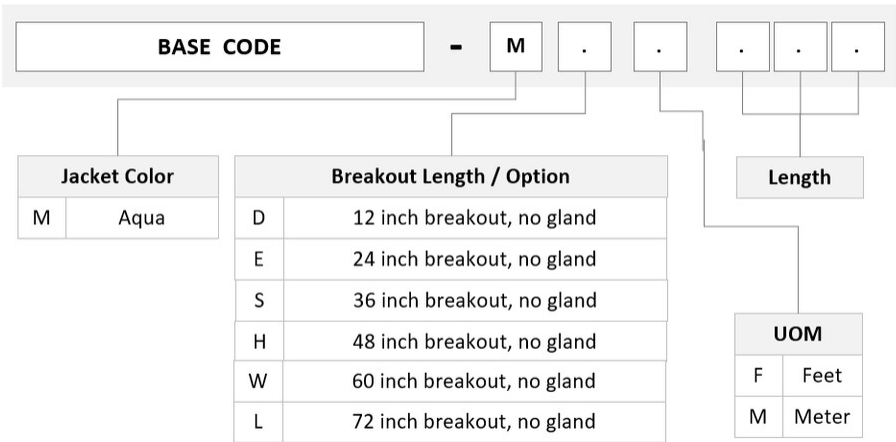 BASE CODE - M . . . . .
Jacket Color
M Aqua
Breakout Length / Option
D 12 inch breakout, no gland
E 24 inch breakout, no gland
S 36 inch breakout, no gland
H 48 inch breakout, no gland
W 60 inch breakout, no gland
L 72 inch breakout, no gland
Length
UOM
F Feet
M Meter